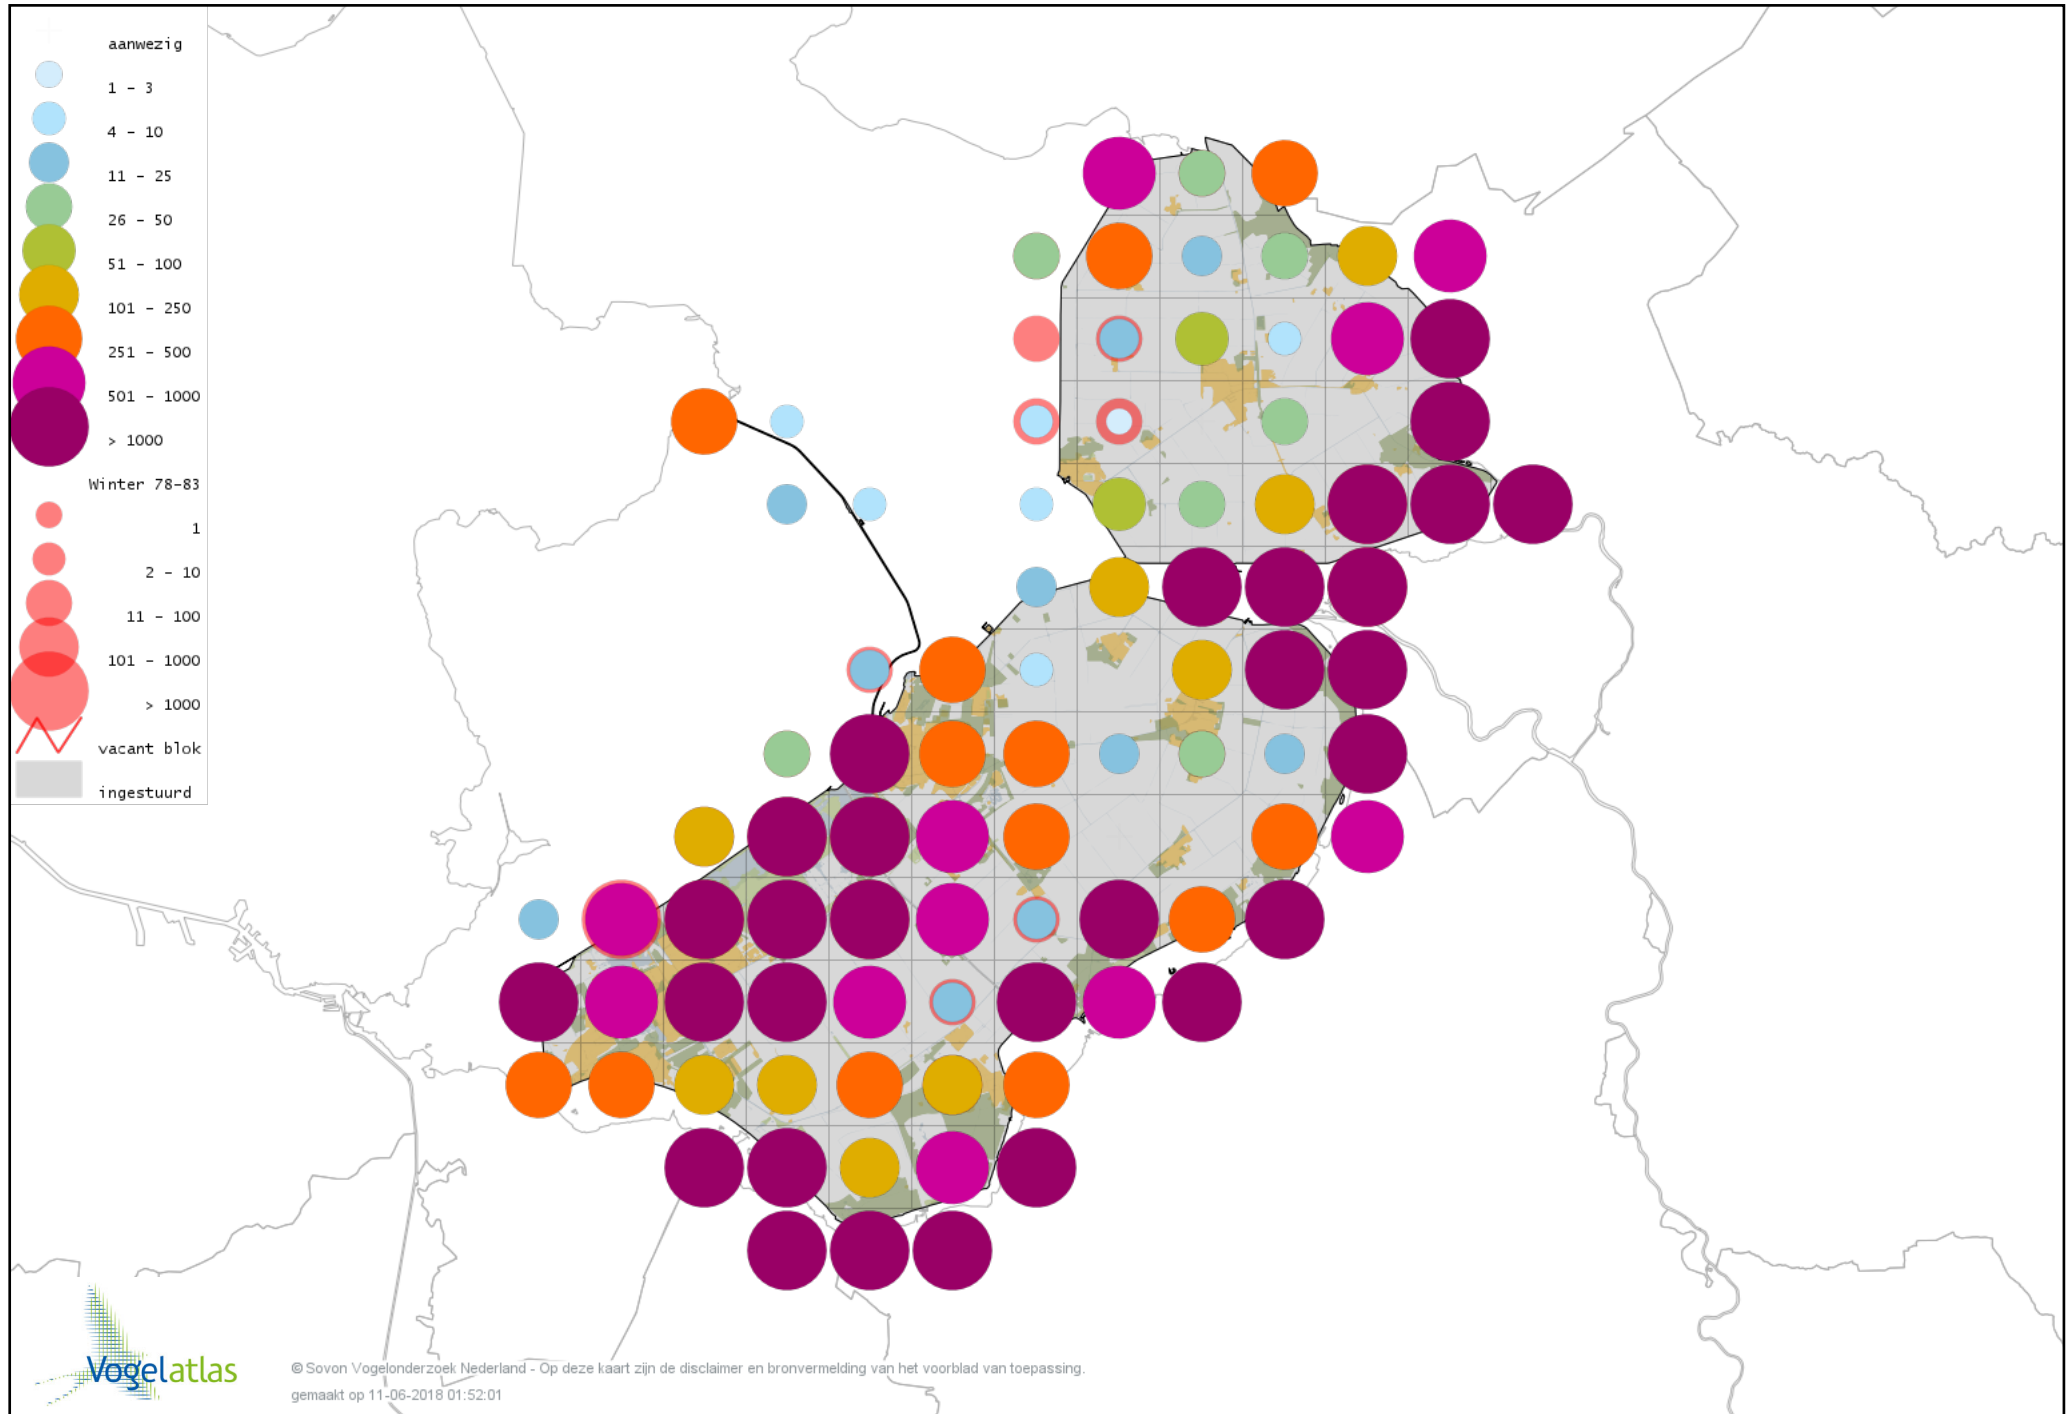 aanwezig
1 - 3
4 - 10
11 - 25
26 - 50
51 - 100
101 - 250
251 - 500
501 - 1000
> 1000
Winter 78-83
1
2 - 10
11 - 100
101 - 1000
> 1000
vacant blok
ingestuurd
Vogelatlas
© Sovon Vogelonderzoek Nederland - Op deze kaart zijn de disclaimer en bronvermelding van het voorblad van toepassing.
gemaakt op 11-06-2018 01:52:01